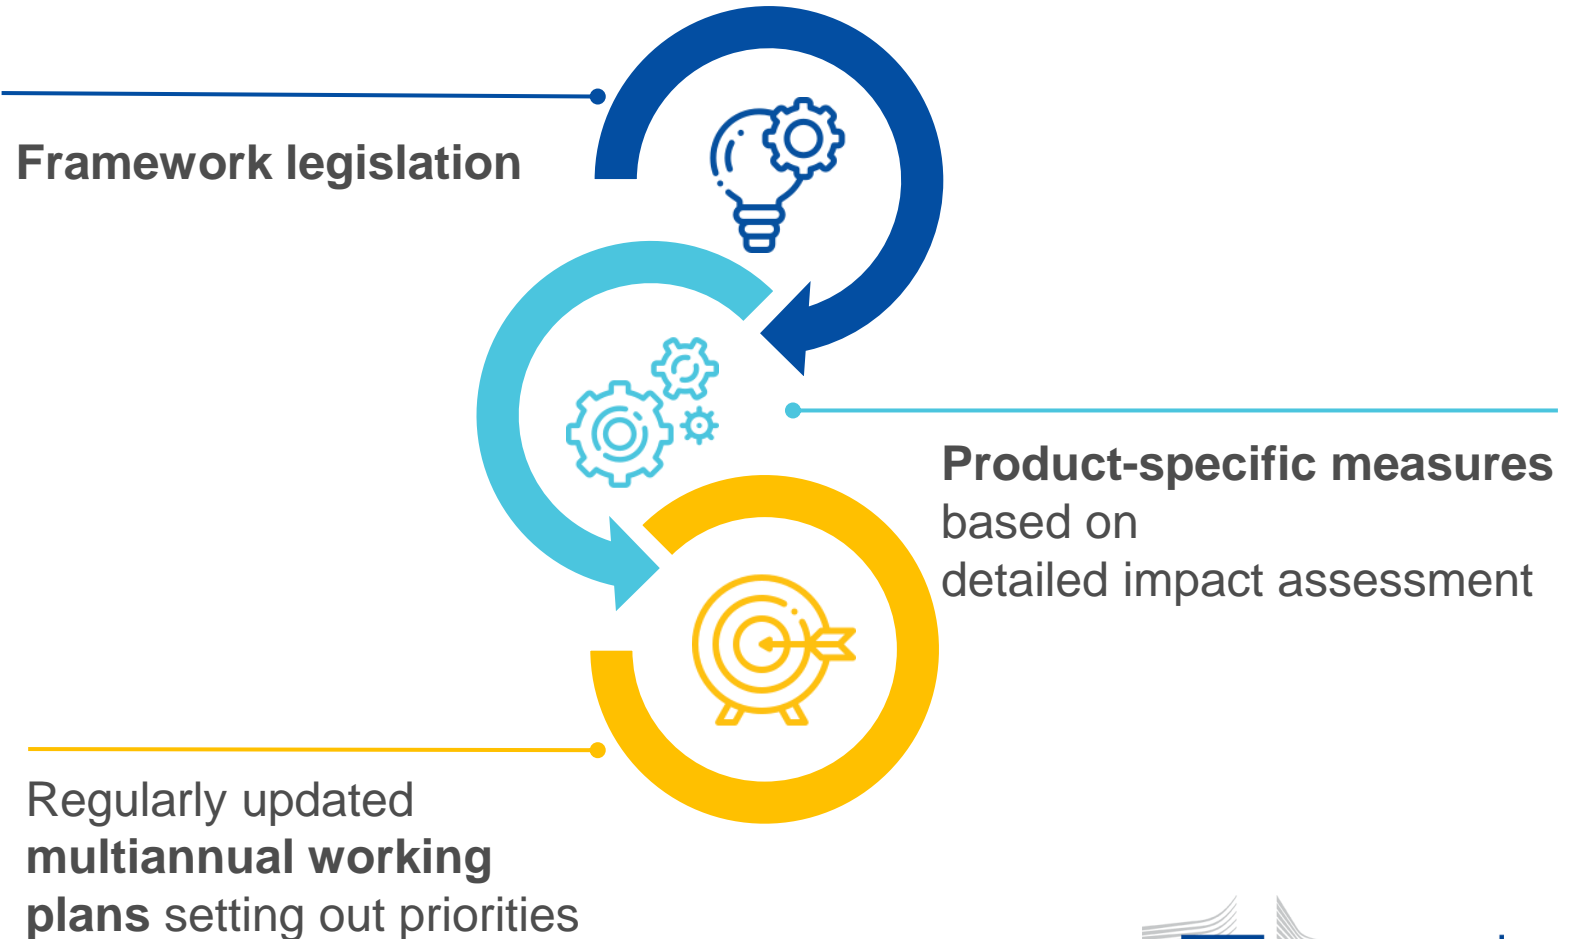 Framework legislation
Product-specific measures
based on
detailed impact assessment
Regularly updated
multiannual working
plans setting out priorities